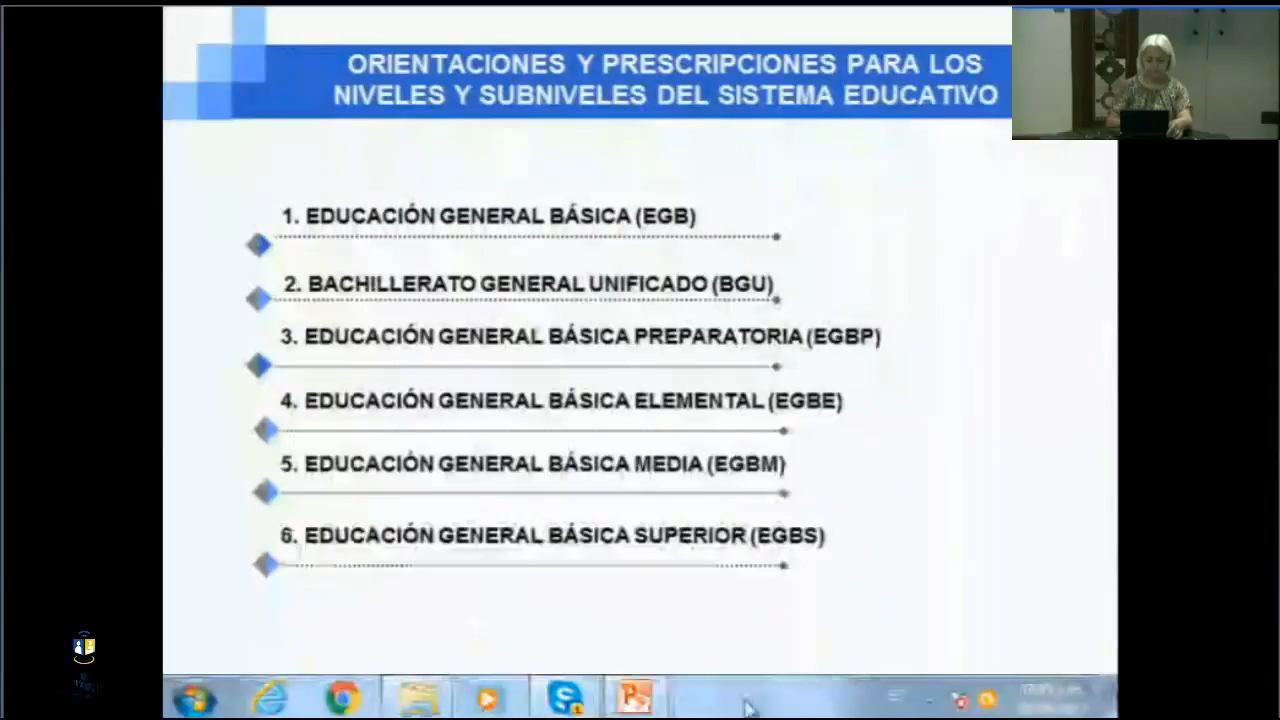 ORIENTACIONES Y PRESCRIPCIONES PARA LOS
NIVELES Y SUBNIVELES DEL SISTEMA EDUCATIVO
1. EDUCACIÓN GENERAL BÁSICA (EGB)
2. BACHILLERATO GENERAL UNIFICADO (BGU)
3. EDUCACIÓN GENERAL BÁSICA PREPARATORIA (EGBP)
4. EDUCACIÓN GENERAL BÁSICA ELEMENTAL (EGBE)
5. EDUCACIÓN GENERAL BÁSICA MEDIA (EGBM)
6. EDUCACIÓN GENERAL BÁSICA SUPERIOR (EGBS)